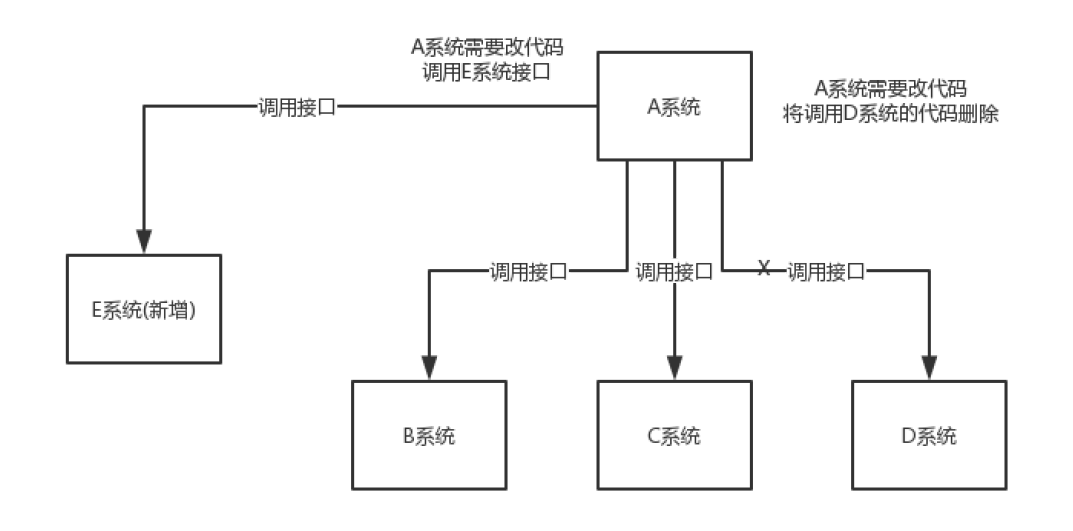 A系统需要改代码
调用E系统接口
A系统
A系统需要改代码
将调用D系统的代码删除
调用接口
调用接口
调用接口
X
调用接口
E系统(新增)
B系统
C系统
D系统